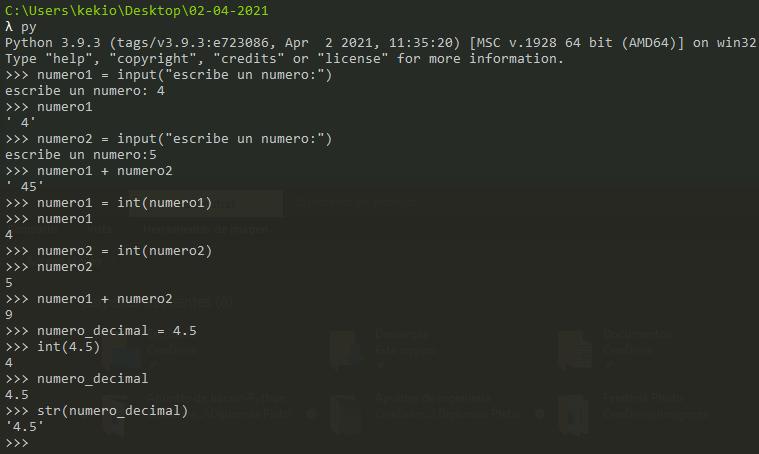 C:\Users\kekio\Desktop\02-04-2021
λ py
Python 3.9.3 (tags/v3.9.3:e723086, Apr  2 2021, 11:35:20) [MSC v.1928 64 bit (AMD64)] on win32
Type "help", "copyright", "credits" or "license" for more information.
>>> numero1 = input("escribe un numero:")
escribe un numero: 4
>>> numero1
' 4'
>>> numero2 = input("escribe un numero:")
escribe un numero:5
>>> numero1 + numero2
' 45'
>>> numero1 = int(numero1)
>>> numero1
4
>>> numero2 = int(numero2)
>>> numero2
5
>>> numero1 + numero2
9
>>> numero_decimal = 4.5
>>> int(4.5)
4
>>> numero_decimal
4.5
>>> str(numero_decimal)
'4.5'
>>>